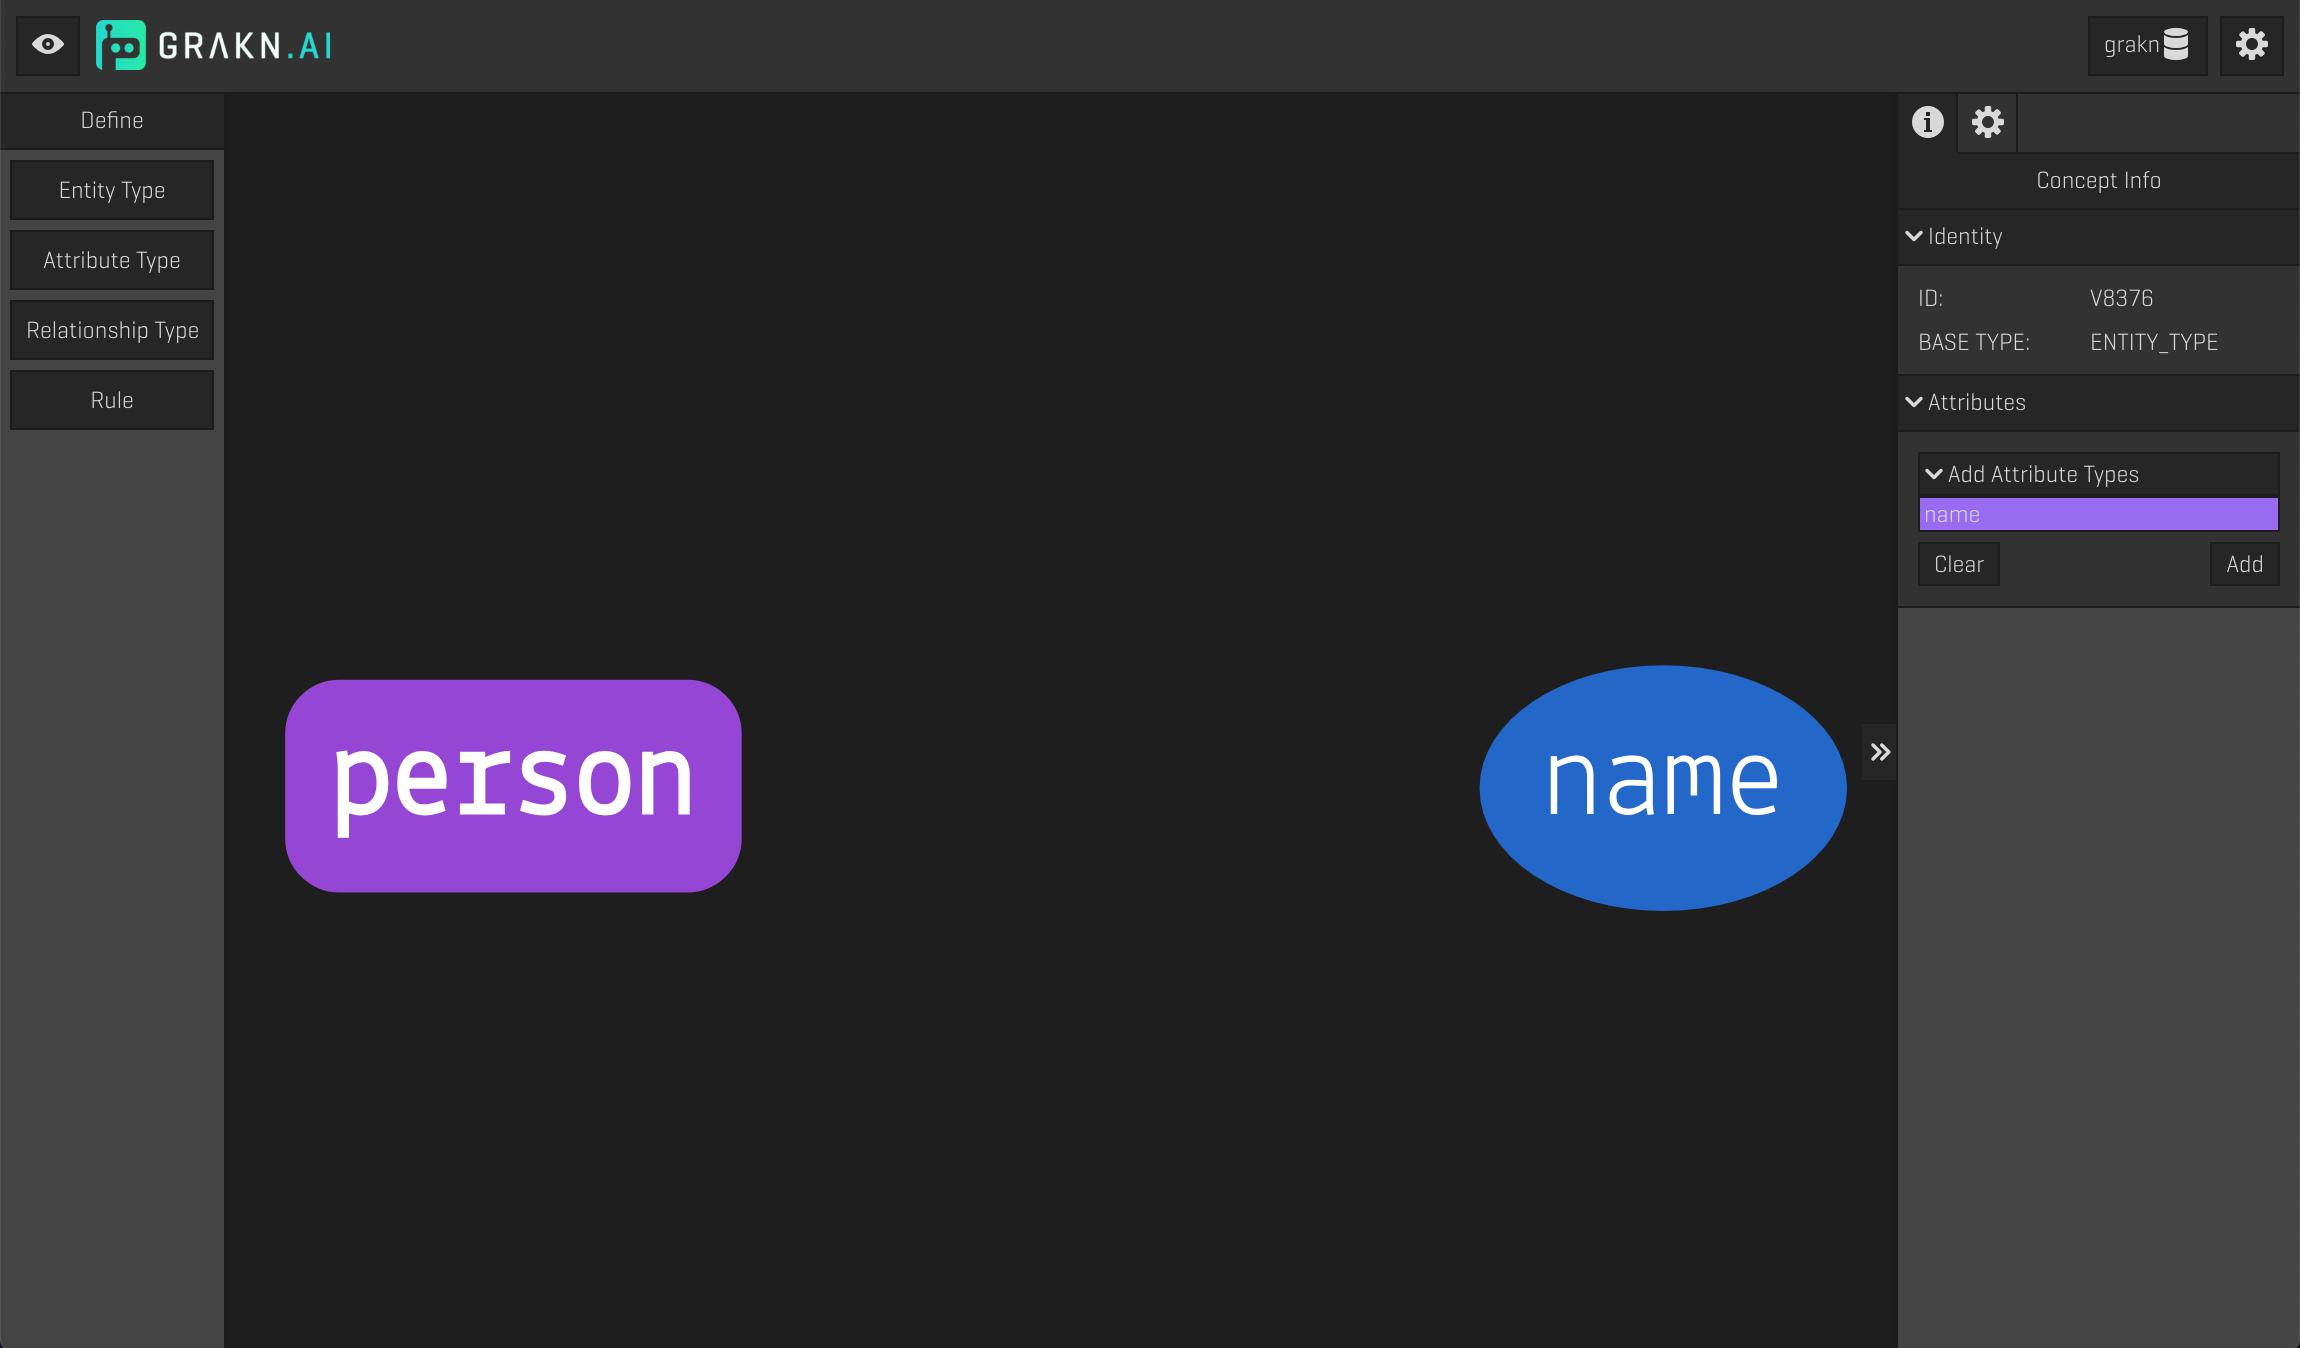 GRAKN.AI
grakn
Define
Entity Type
Attribute Type
Relationship Type
Rule
person
name
Concept Info
Identity
ID: V8376
BASE TYPE: ENTITY_TYPE
Attributes
Add Attribute Types
name
Clear Add